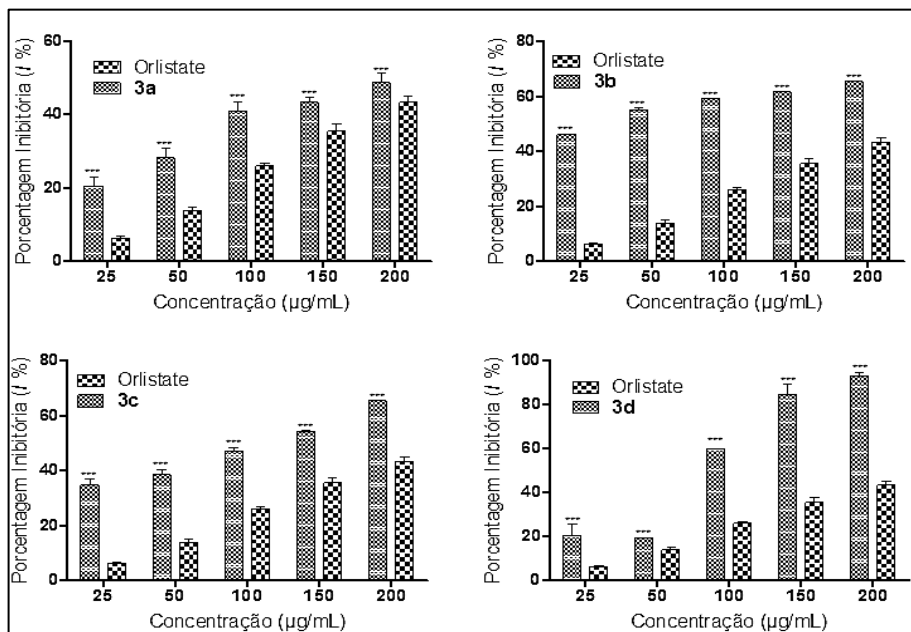 Porcentagem Inibitória (I %)
60
40
20
0
Orlistate
3a
***
***
***
***
***
25 50 100 150 200
Concentração (µg/mL)
Porcentagem Inibitória (I %)
80
60
40
20
0
Orlistate
3b
***
***
***
***
***
25 50 100 150 200
Concentração (µg/mL)
Porcentagem Inibitória (I %)
80
60
40
20
0
Orlistate
3c
***
***
***
***
***
25 50 100 150 200
Concentração (µg/mL)
Porcentagem Inibitória (I %)
100
80
60
40
20
0
Orlistate
3d
***
***
***
***
***
25 50 100 150 200
Concentração (µg/mL)